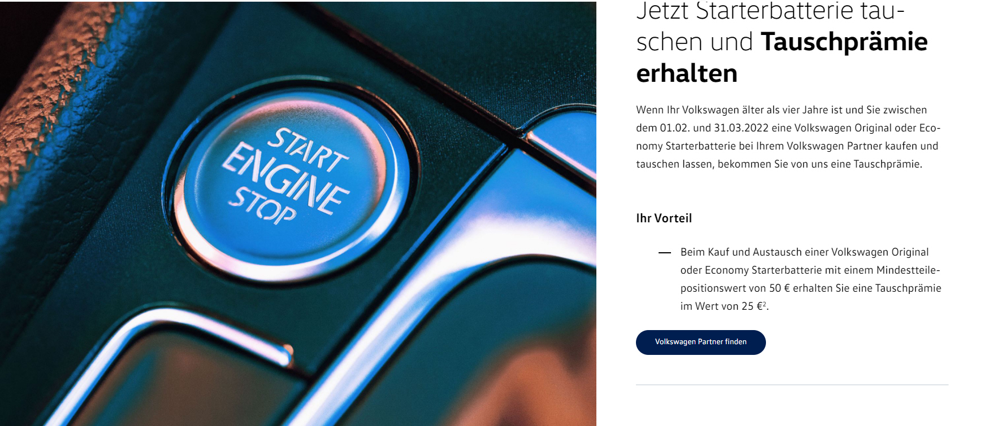 START
ENGINE
STOP
Jetzt Starterbatterie tau-
schen und Tauschprämie
erhalten
Wenn Ihr Volkswagen älter als vier Jahre ist und Sie zwischen
dem 01.02. und 31.03.2022 eine Volkswagen Original oder Eco-
nomy Starterbatterie bei Ihrem Volkswagen Partner kaufen und
tauschen lassen, bekommen Sie von uns eine Tauschprämie.
Ihr Vorteil
— Beim Kauf und Austausch einer Volkswagen Original
oder Economy Starterbatterie mit einem Mindestteile-
positionswert von 50 € erhalten Sie eine Tauschprämie
im Wert von 25 €².
Volkswagen Partner finden